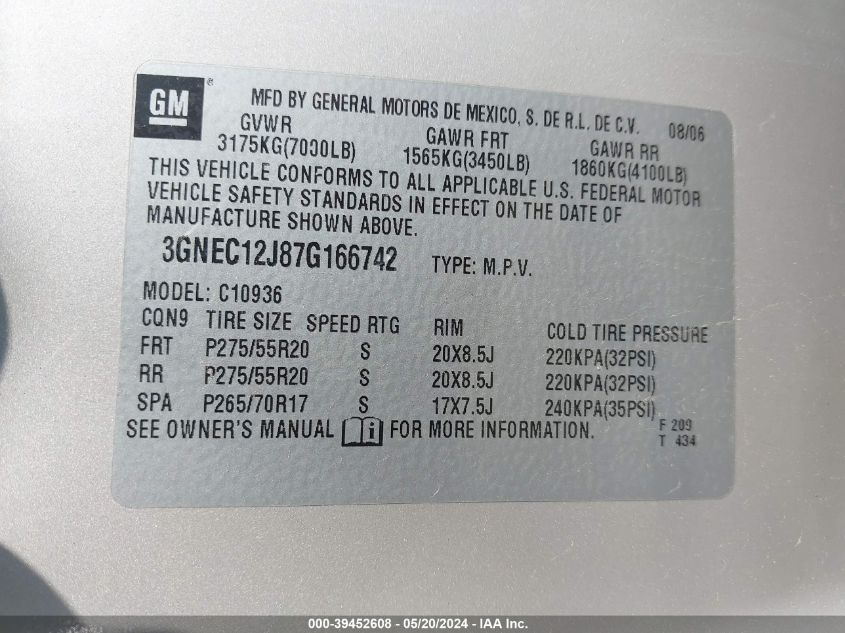 GM ®
MFD BY GENERAL MOTORS DE MEXICO, S. DE R.L. DE C.V. 08/06
GVWR GAWR FRT GAWR RR
3175KG(7000LB) 1565KG(3450LB) 1860KG(4100LB)
THIS VEHICLE CONFORMS TO ALL APPLICABLE U.S. FEDERAL MOTOR
VEHICLE SAFETY STANDARDS IN EFFECT ON THE DATE OF
MANUFACTURE SHOWN ABOVE.
3GNEC12J87G166742 TYPE: M.P.V.
MODEL: C10936
CQN9 TIRE SIZE SPEED RTG RIM COLD TIRE PRESSURE
FRT P275/55R20 S 20X8.5J 220KPA(32PSI)
RR P275/55R20 S 20X8.5J 220KPA(32PSI)
SPA P265/70R17 S 17X7.5J 240KPA(35PSI)
SEE OWNER'S MANUAL i FOR MORE INFORMATION.
F 209
T 434
000-39452608 - 05/20/2024 - IAA Inc.